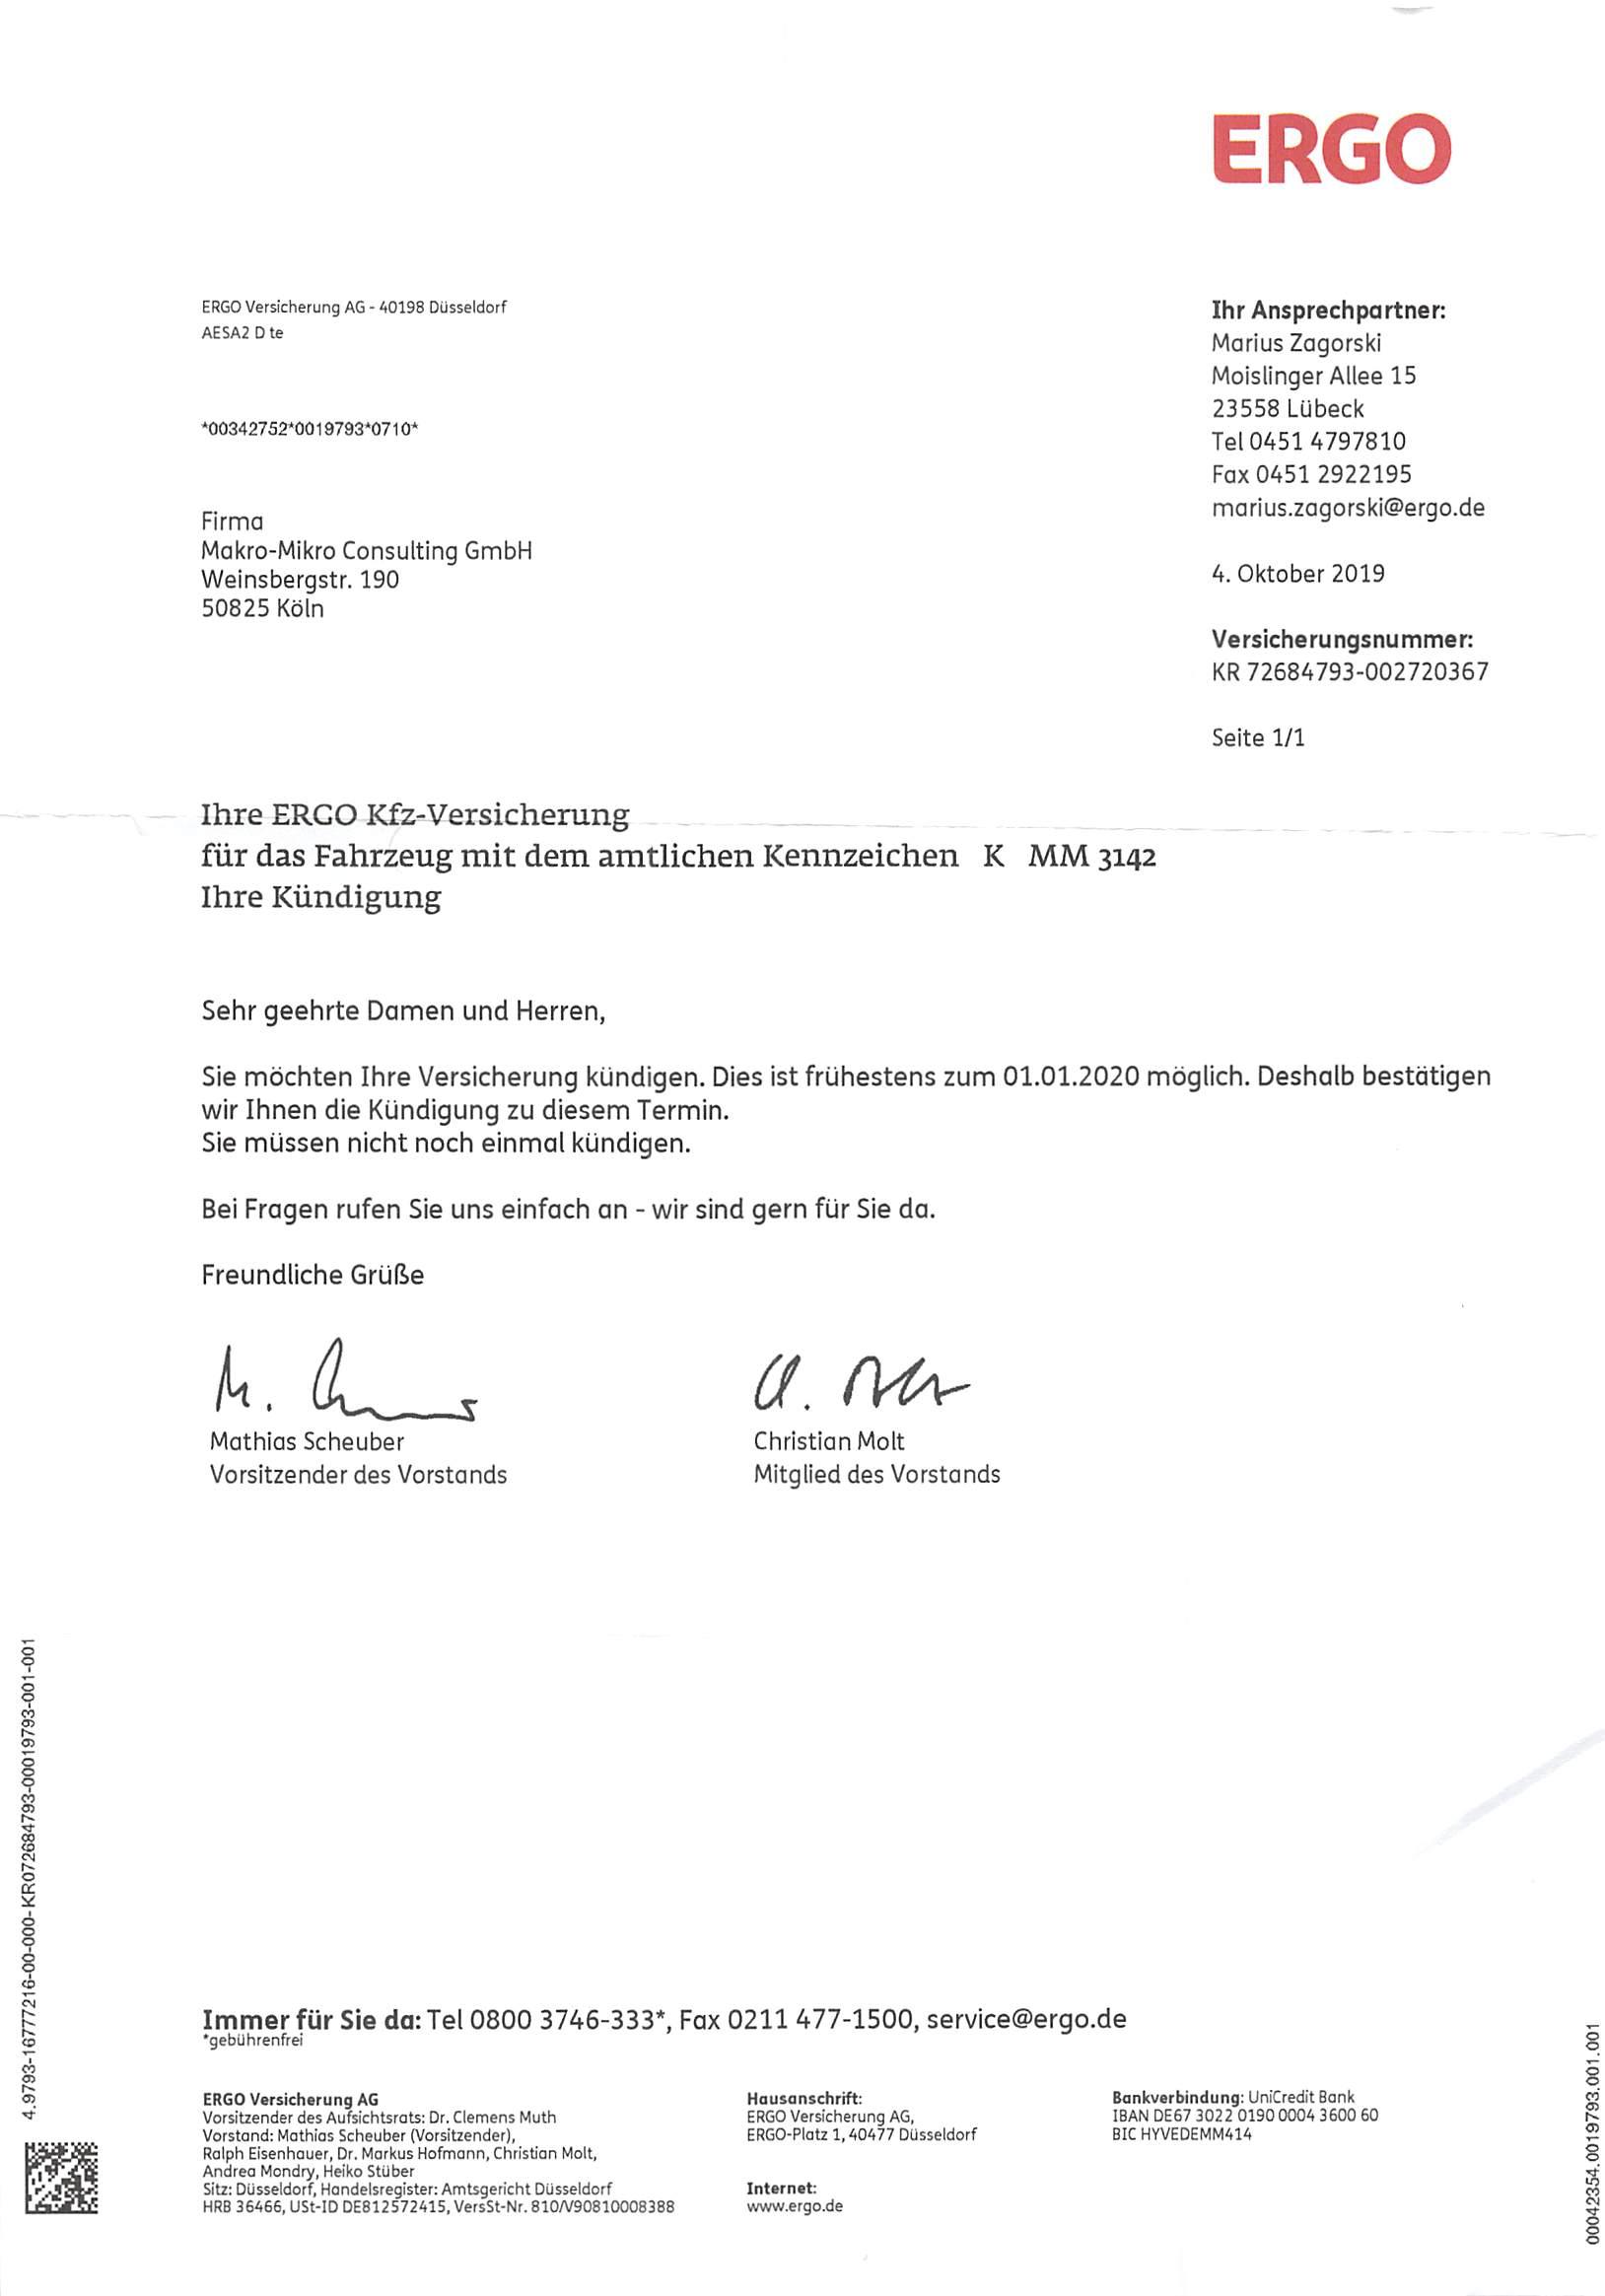 ERGO
ERGO Versicherung AG - 40198 Düsseldorf
AESA2 D te
*00342752*0019793*0710*
Firma
Makro-Mikro Consulting GmbH
Weinsbergstr. 190
50825 Köln
Ihr Ansprechpartner:
Marius Zagorski
Moislinger Allee 15
23558 Lübeck
Tel 0451 4797810
Fax 0451 2922195
marius.zagorski@ergo.de
4. Oktober 2019
Versicherungsnummer:
KR 72684793-002720367
Seite 1/1
Ihre ERGO Kfz-Versicherung
für das Fahrzeug mit dem amtlichen Kennzeichen K MM 3142
Ihre Kündigung
Sehr geehrte Damen und Herren,
Sie möchten Ihre Versicherung kündigen. Dies ist frühestens zum 01.01.2020 möglich. Deshalb bestätigen
wir Ihnen die Kündigung zu diesem Termin.
Sie müssen nicht noch einmal kündigen.
Bei Fragen rufen Sie uns einfach an - wir sind gern für Sie da.
Freundliche Grüße
Mathias Scheuber
Vorsitzender des Vorstands
Christian Molt
Mitglied des Vorstands
4.9793-16777216-00-000-KR072684793-00019793-001-001
Immer für Sie da: Tel 0800 3746-333*, Fax 0211 477-1500, service@ergo.de
*gebührenfrei
ERGO Versicherung AG
Vorsitzender des Aufsichtsrats: Dr. Clemens Muth
Vorstand: Mathias Scheuber (Vorsitzender),
Ralph Eisenhauer, Dr. Markus Hofmann, Christian Molt,
Andrea Mondry, Heiko Stüber
Sitz: Düsseldorf, Handelsregister: Amtsgericht Düsseldorf
HRB 36466, USt-ID DE812572415, VersSt-Nr. 810/V90810008388
Hausanschrift:
ERGO Versicherung AG,
ERGO-Platz 1, 40477 Düsseldorf
Internet:
www.ergo.de
Bankverbindung: UniCredit Bank
IBAN DE67 3022 0190 0004 3600 60
BIC HYVEDEMM414
00042354.0019793.001.001